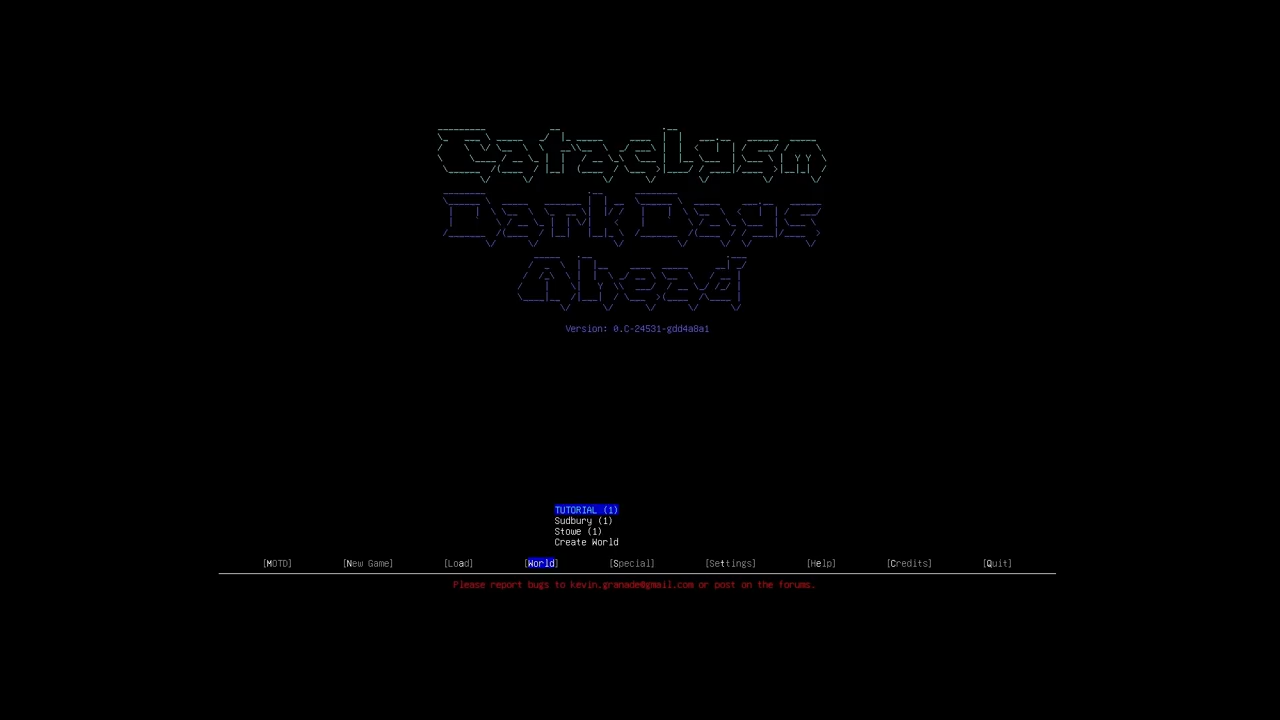 Cataclysm
Dark Days
Ahead
Version: 0.C-24531-gdd4a8a1
TUTORIAL (1)
Sudbury (1)
Stowe (1)
Create World
[MOTD] [New Game] [Load] [World] [Special] [Settings] [Help] [Credits] [Quit]
Please report bugs to kevin.granade@gmail.com or post on the forums.